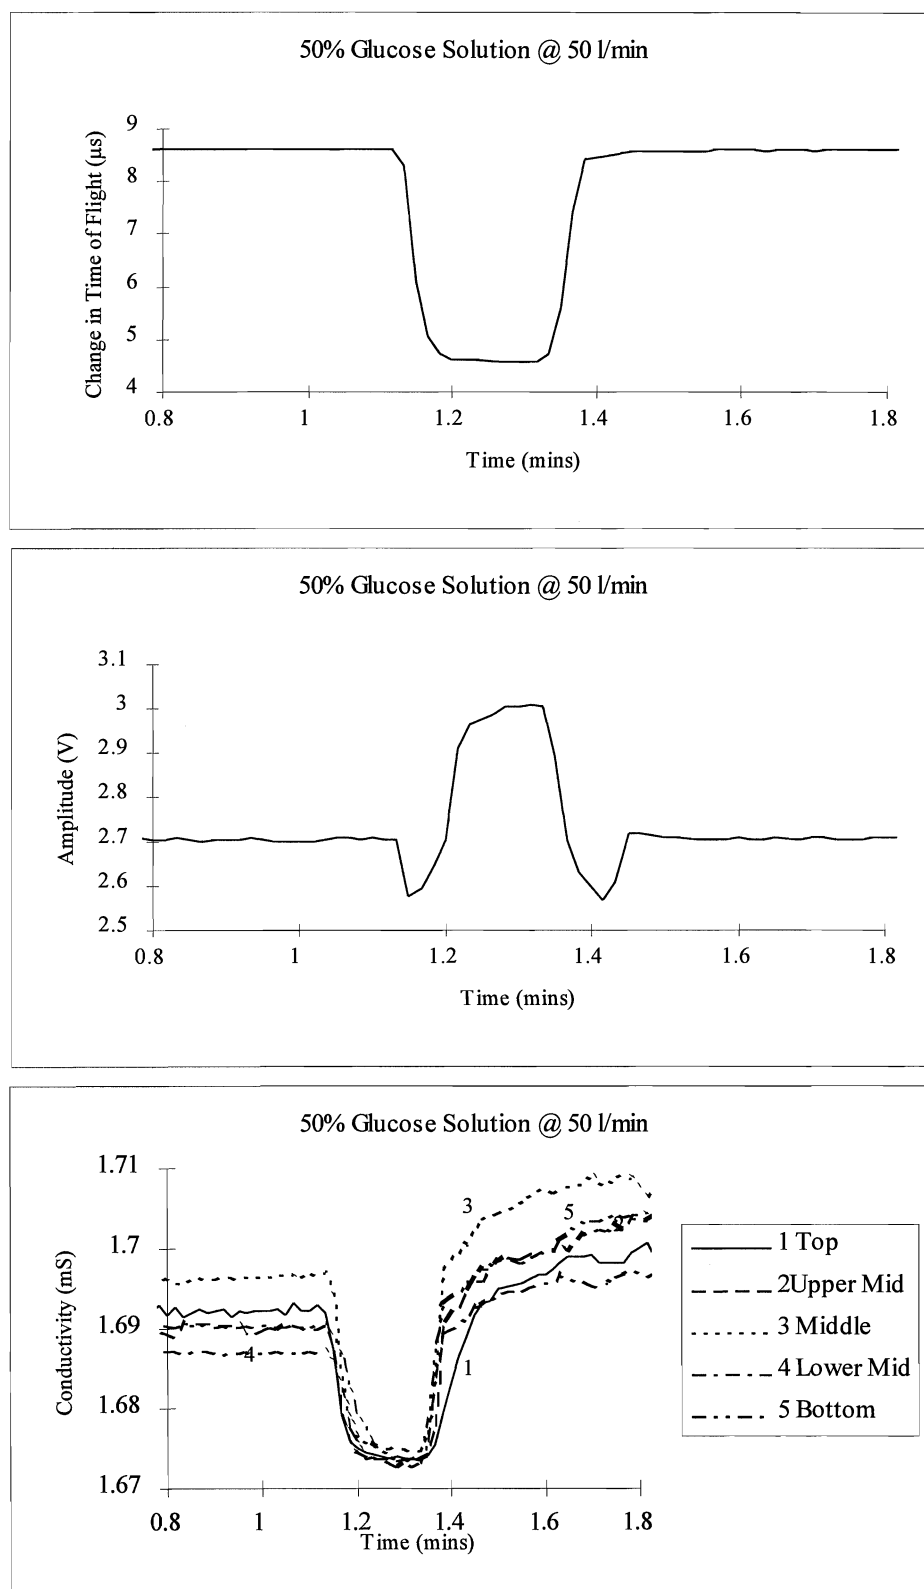 50% Glucose Solution @ 50 l/min
9
8
7
6
5
4
Change in Time of Flight (µs)
0.8 1 1.2 1.4 1.6 1.8
Time (mins)
50% Glucose Solution @ 50 l/min
3.1
3
2.9
2.8
2.7
2.6
2.5
Amplitude (V)
0.8 1 1.2 1.4 1.6 1.8
Time (mins)
50% Glucose Solution @ 50 l/min
1.71
1.7
1.69
1.68
1.67
Conductivity (mS)
3
5
2
4
1
0.8 1 1.2 1.4 1.6 1.8
Time (mins)
1 Top
2Upper Mid
3 Middle
4 Lower Mid
5 Bottom